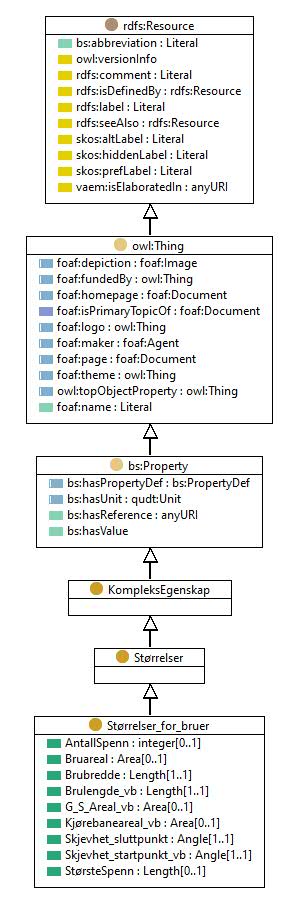 rdfs:Resource
bs:abbreviation : Literal
owl:versionInfo
rdfs:comment : Literal
rdfs:isDefinedBy : rdfs:Resource
rdfs:label : Literal
rdfs:seeAlso : rdfs:Resource
skos:altLabel : Literal
skos:hiddenLabel : Literal
skos:prefLabel : Literal
vaem:isElaboratedIn : anyURI
owl:Thing
foaf:depiction : foaf:Image
foaf:fundedBy : owl:Thing
foaf:homepage : foaf:Document
foaf:isPrimaryTopicOf : foaf:Document
foaf:logo : owl:Thing
foaf:maker : foaf:Agent
foaf:page : foaf:Document
foaf:theme : owl:Thing
owl:topObjectProperty : owl:Thing
foaf:name : Literal
bs:Property
bs:hasPropertyDef : bs:PropertyDef
bs:hasUnit : qudt:Unit
bs:hasReference : anyURI
bs:hasValue
KompleksEgenskap
Størrelser
Størrelser_for_bruer
AntallSpenn : integer[0..1]
Bruareal : Area[0..1]
Brubredde : Length[1..1]
Brulengde_vb : Length[1..1]
G_S_Areal_vb : Area[0..1]
Kjørebaneareal_vb : Area[0..1]
Skjevhet_sluttpunkt : Angle[1..1]
Skjevhet_startpunkt_vb : Angle[1..1]
StørsteSpenn : Length[0..1]